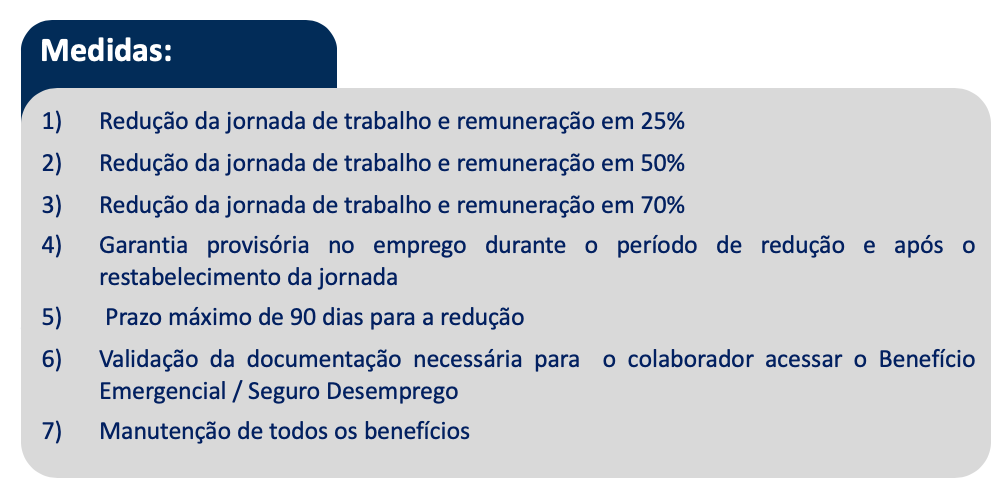 Medidas:
1) Redução da jornada de trabalho e remuneração em 25%
2) Redução da jornada de trabalho e remuneração em 50%
3) Redução da jornada de trabalho e remuneração em 70%
4) Garantia provisória no emprego durante o período de redução e após o
restabelecimento da jornada
5) Prazo máximo de 90 dias para a redução
6) Validação da documentação necessária para o colaborador acessar o Benefício
Emergencial / Seguro Desemprego
7) Manutenção de todos os benefícios